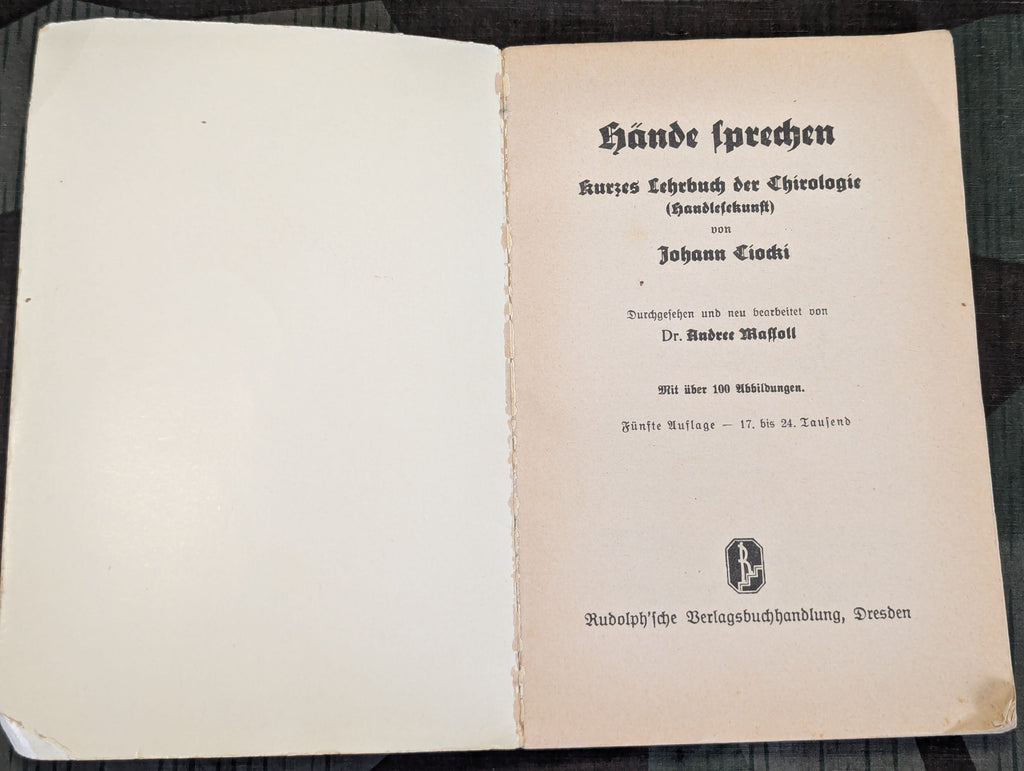 Hände sprechen
Kurzes Lehrbuch der Chirologie
(Handlesekunst)
von
Johann Ciocki
Durchgesehen und neu bearbeitet von
Dr. Andree Massoll
Mit über 100 Abbildungen.
Fünfte Auflage — 17. bis 24. Tausend
R
Rudolph'sche Verlagsbuchhandlung, Dresden